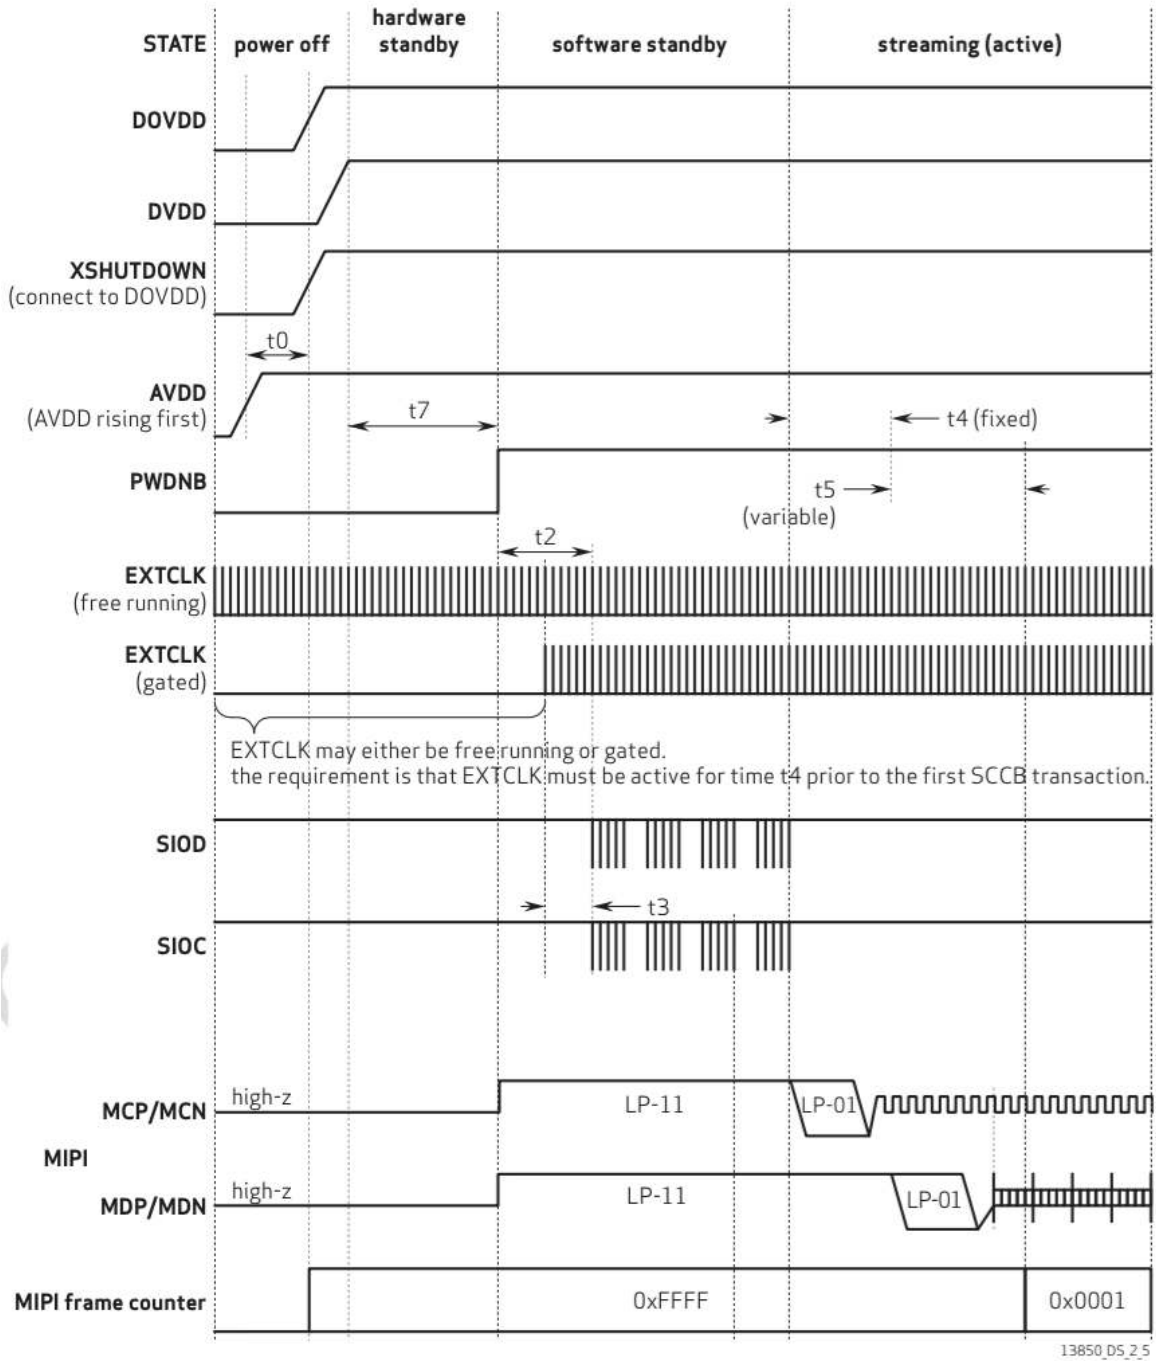 hardware
STATE power off standby software standby streaming (active)
DOVDD
DVDD
XSHUTDOWN
(connect to DOVDD)
t0
AVDD
(AVDD rising first)
t7
t4 (fixed)
PWDNB
t5
(variable)
t2
EXTCLK
(free running)
EXTCLK
(gated)
EXTCLK may either be free running or gated.
the requirement is that EXTCLK must be active for time t4 prior to the first SCCB transaction.
SIOD
t3
SIOC
high-z
MCP/MCN LP-11 LP-01
MIPI
high-z
MDP/MDN LP-11 LP-01
MIPI frame counter 0xFFFF 0x0001
13850_DS_2_5